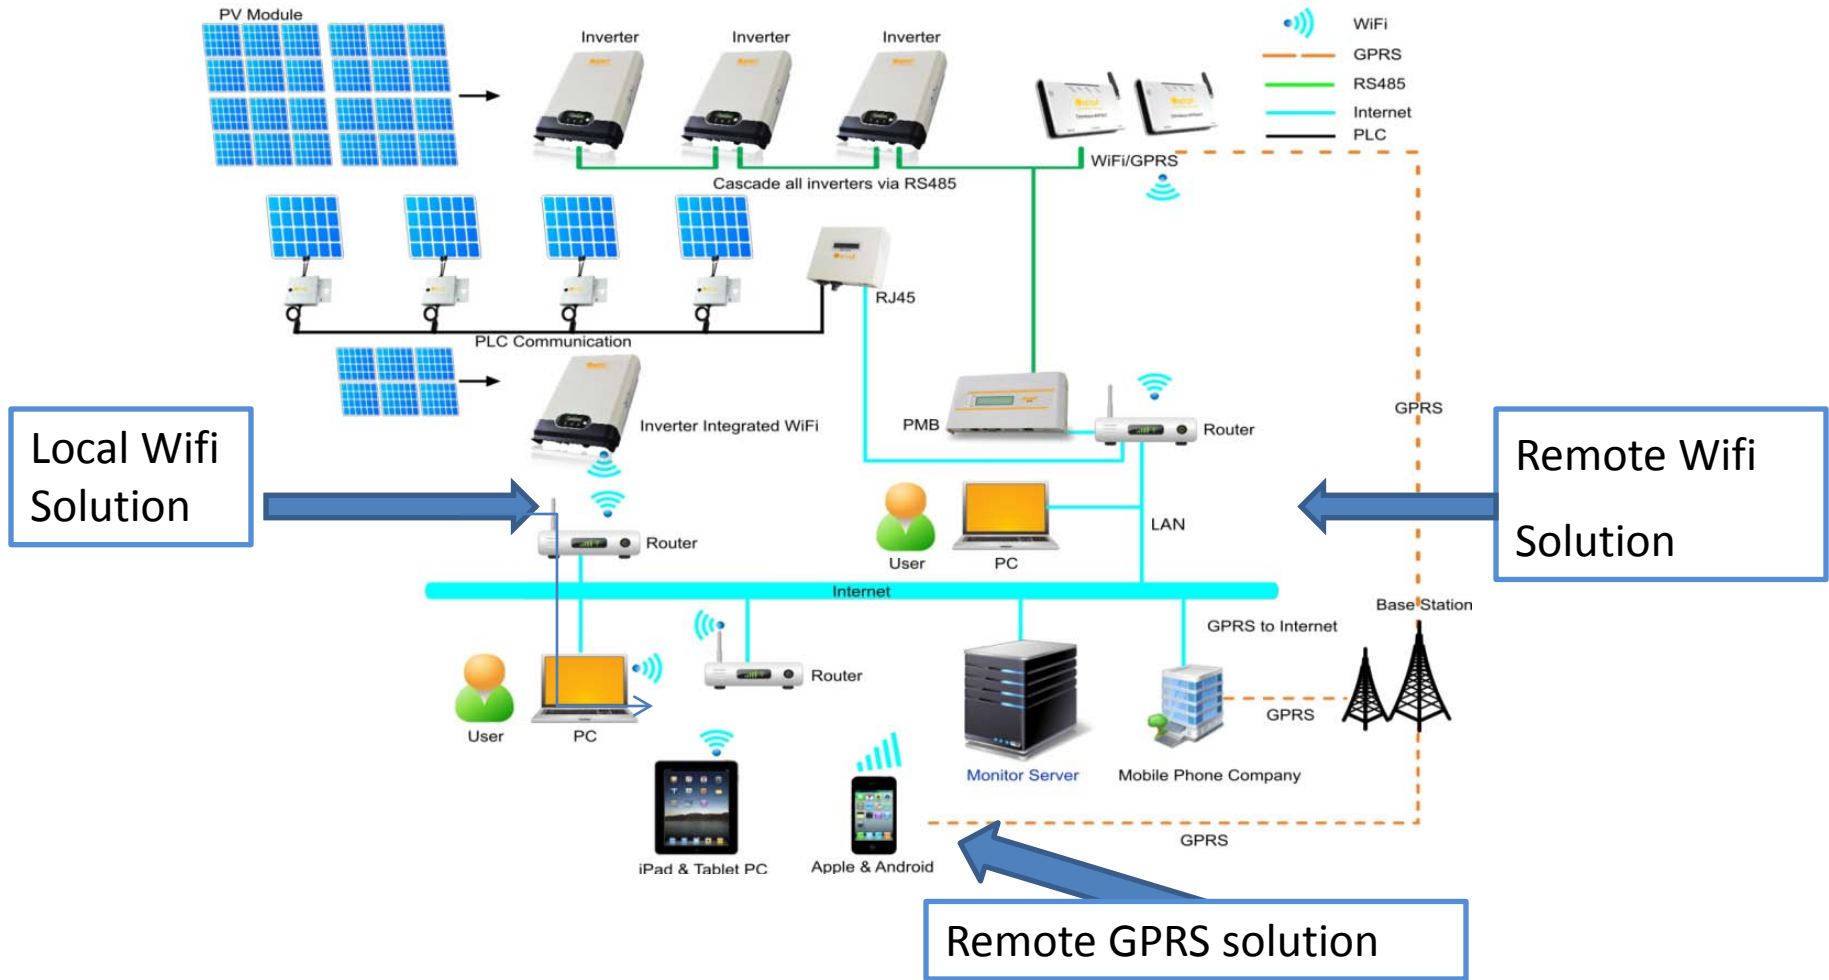 PV Module
Inverter
Inverter
Inverter
WiFi
GPRS
RS485
Internet
PLC
WiFi/GPRS
Cascade all inverters via RS485
RJ45
PLC Communication
Inverter Integrated WiFi
PMB
Router
GPRS
Local Wifi
Solution
Remote Wifi
Solution
Router
User
PC
LAN
Internet
Base Station
GPRS to Internet
Router
GPRS
User
PC
Monitor Server
Mobile Phone Company
GPRS
iPad & Tablet PC
Apple & Android
Remote GPRS solution